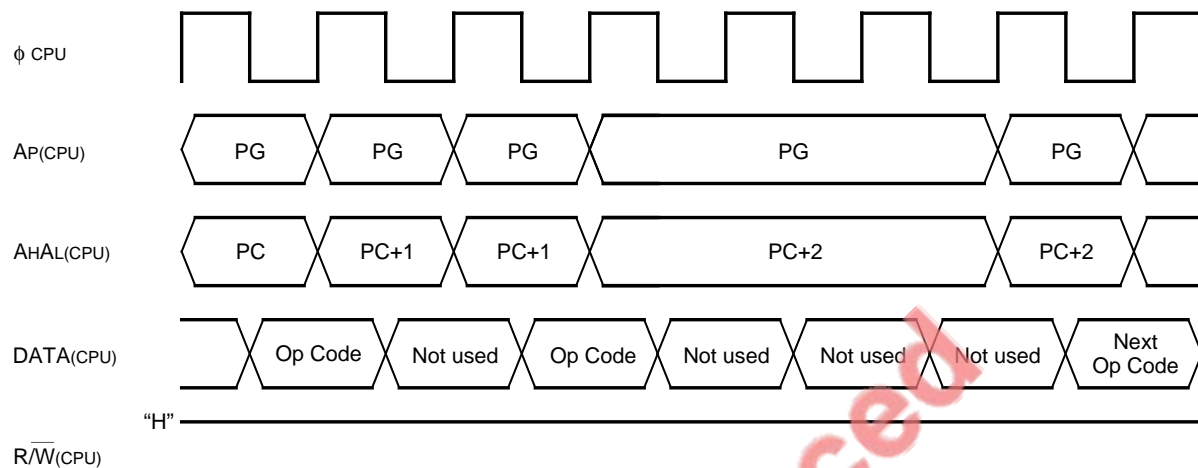 ϕ CPU
AP(CPU) PG PG PG PG PG
AHAL(CPU) PC PC+1 PC+1 PC+2 PC+2
DATA(CPU) Op Code Not used Op Code Not used Not used Not used Next Op Code
“H”
R/W̅(CPU)
ced